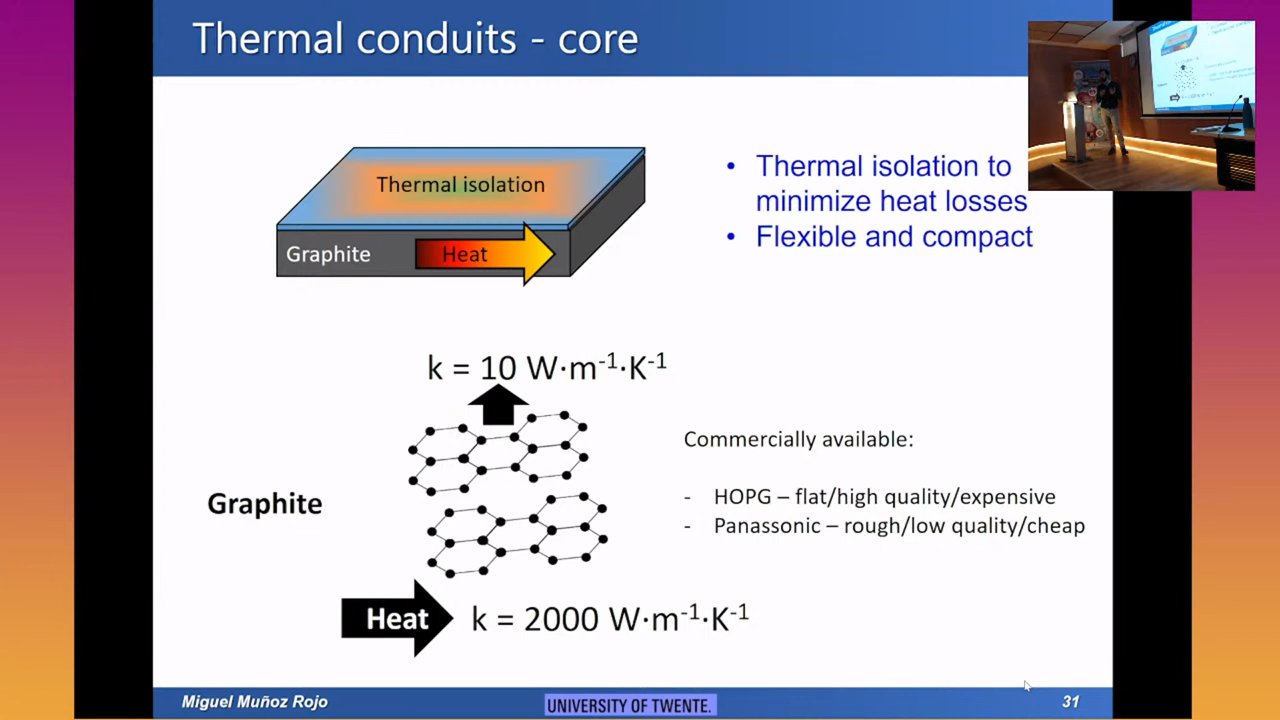 Thermal conduits - core
Thermal isolation
Graphite
Heat
• Thermal isolation to
minimize heat losses
• Flexible and compact
k = 10 W·m⁻¹·K⁻¹
Graphite
Commercially available:
- HOPG – flat/high quality/expensive
- Panassonic – rough/low quality/cheap
Heat
k = 2000 W·m⁻¹·K⁻¹
Miguel Muñoz Rojo
UNIVERSITY OF TWENTE.
31